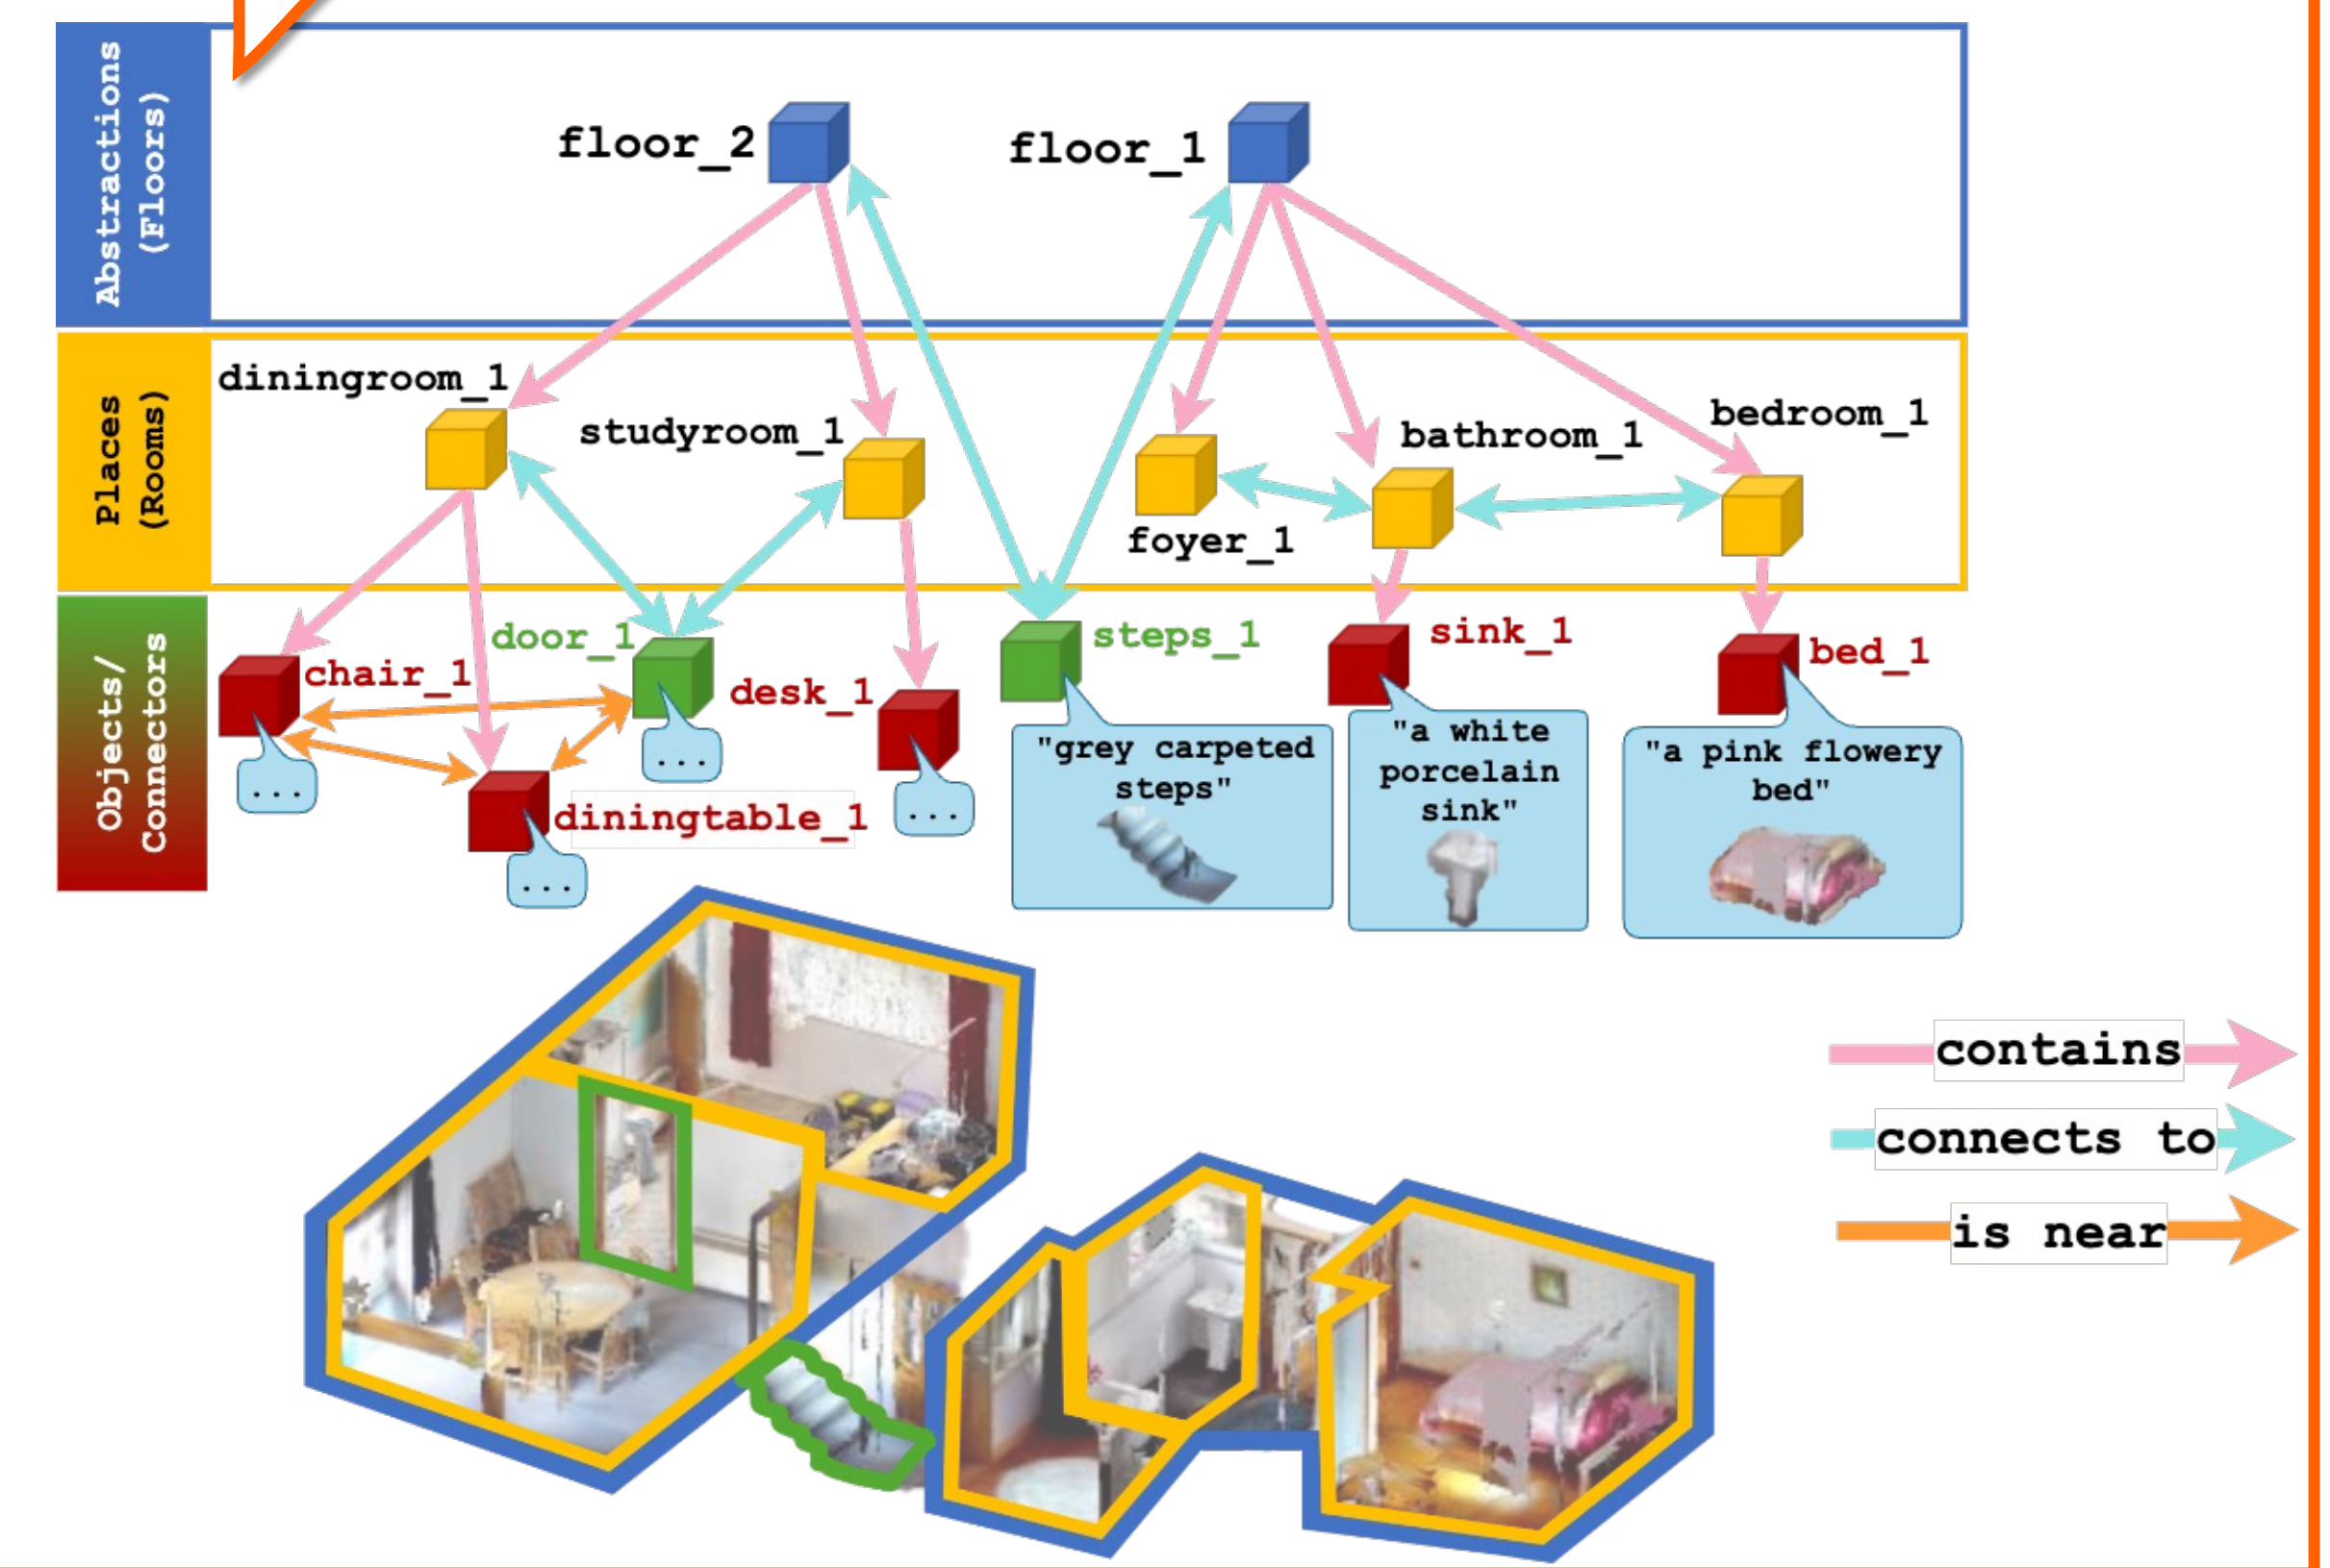 Abstractions
(Floors)
floor_2
floor_1
Places
(Rooms)
diningroom_1
studyroom_1
bathroom_1
bedroom_1
foyer_1
Objects/
Connectors
chair_1
door_1
desk_1
steps_1
sink_1
bed_1
diningtable_1
...
...
...
...
"grey carpeted
steps"
"a white
porcelain
sink"
"a pink flowery
bed"
contains
connects to
is near